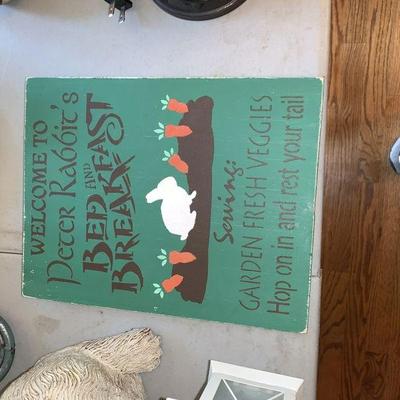 WELCOME TO
Peter Rabbit's
BED AND
BREAKFAST
Serving:
GARDEN FRESH VEGGIES
Hop on in and rest your tail